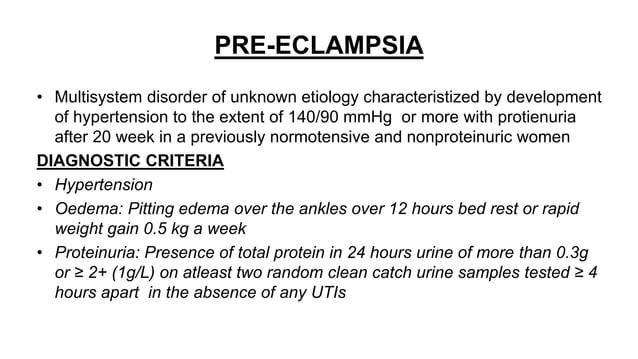 PRE-ECLAMPSIA
• Multisystem disorder of unknown etiology characteristized by development
of hypertension to the extent of 140/90 mmHg or more with protienuria
after 20 week in a previously normotensive and nonproteinuric women
DIAGNOSTIC CRITERIA
• Hypertension
• Oedema: Pitting edema over the ankles over 12 hours bed rest or rapid
weight gain 0.5 kg a week
• Proteinuria: Presence of total protein in 24 hours urine of more than 0.3g
or ≥ 2+ (1g/L) on atleast two random clean catch urine samples tested ≥ 4
hours apart in the absence of any UTIs